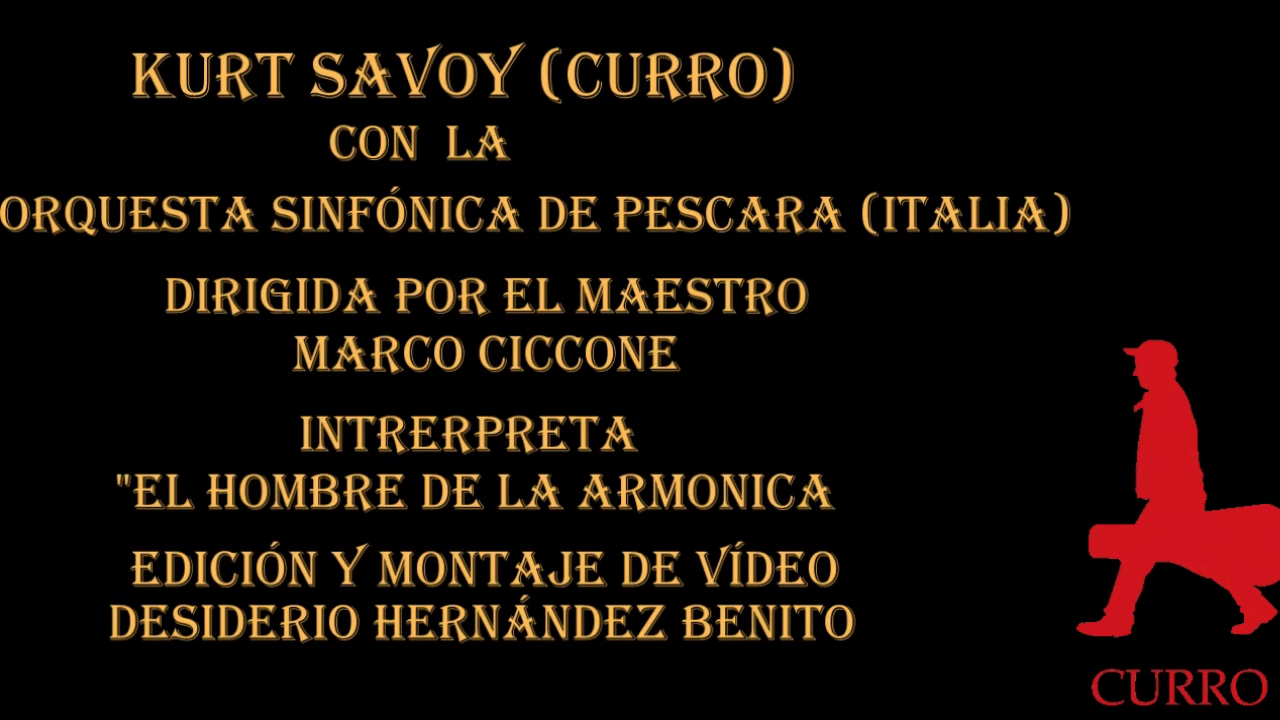 KURT SAVOY (CURRO)
CON LA
ORQUESTA SINFÓNICA DE PESCARA (ITALIA)
DIRIGIDA POR EL MAESTRO
MARCO CICCONE
INTRERPRETA
"EL HOMBRE DE LA ARMONICA
EDICIÓN Y MONTAJE DE VÍDEO
DESIDERIO HERNÁNDEZ BENITO
CURRO